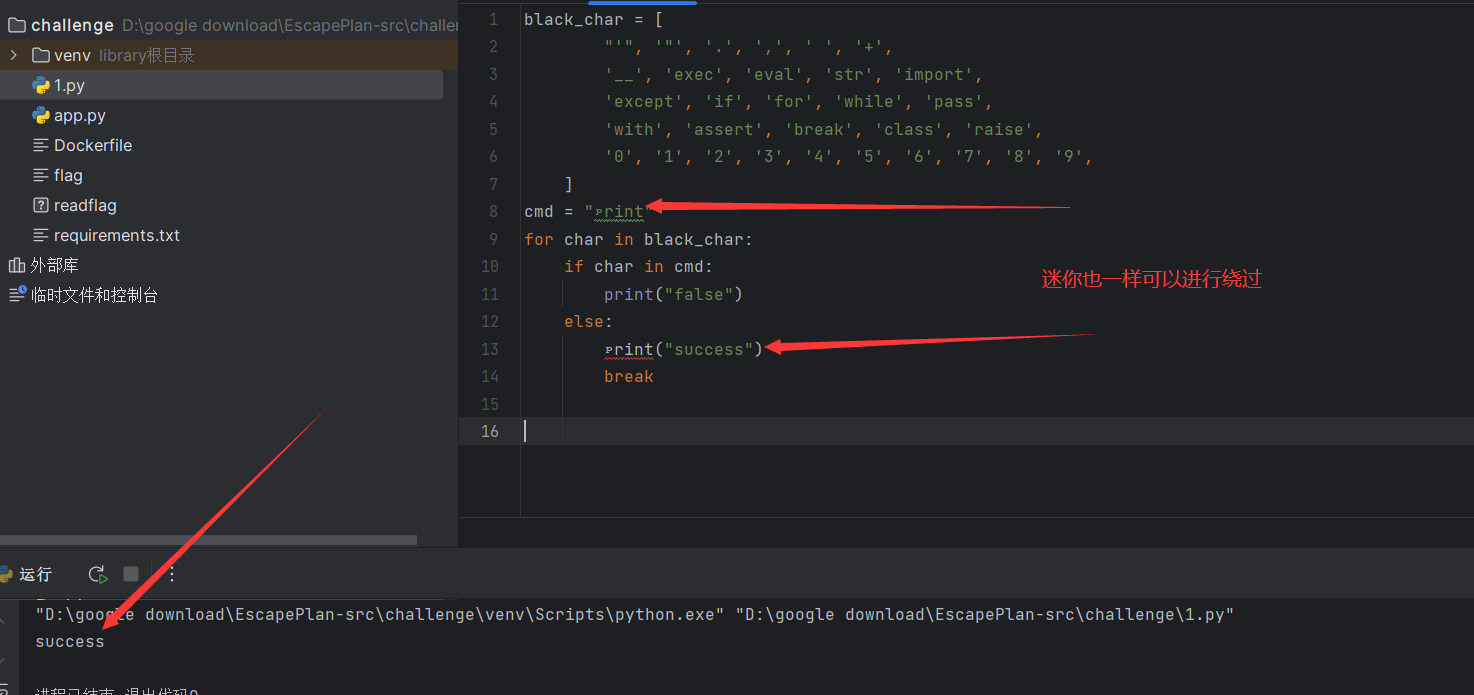 challenge D:\google download\EscapePlan-src\challer
venv library根目录
1.py
app.py
Dockerfile
flag
readflag
requirements.txt
外部库
临时文件和控制台
1 black_char = [
2 "'", '"', '.', ',', ' ', '+',
3 '__', 'exec', 'eval', 'str', 'import',
4 'except', 'if', 'for', 'while', 'pass',
5 'with', 'assert', 'break', 'class', 'raise',
6 '0', '1', '2', '3', '4', '5', '6', '7', '8', '9',
7 ]
8 cmd = "ᴾrint"
9 for char in black_char:
10 if char in cmd:
11 print("false")
12 else:
13 ᴾrint("success")
14 break
15
16
迷你也一样可以进行绕过
运行
"D:\google download\EscapePlan-src\challenge\venv\Scripts\python.exe" "D:\google download\EscapePlan-src\challenge\1.py"
success
进程已结束,退出代码0